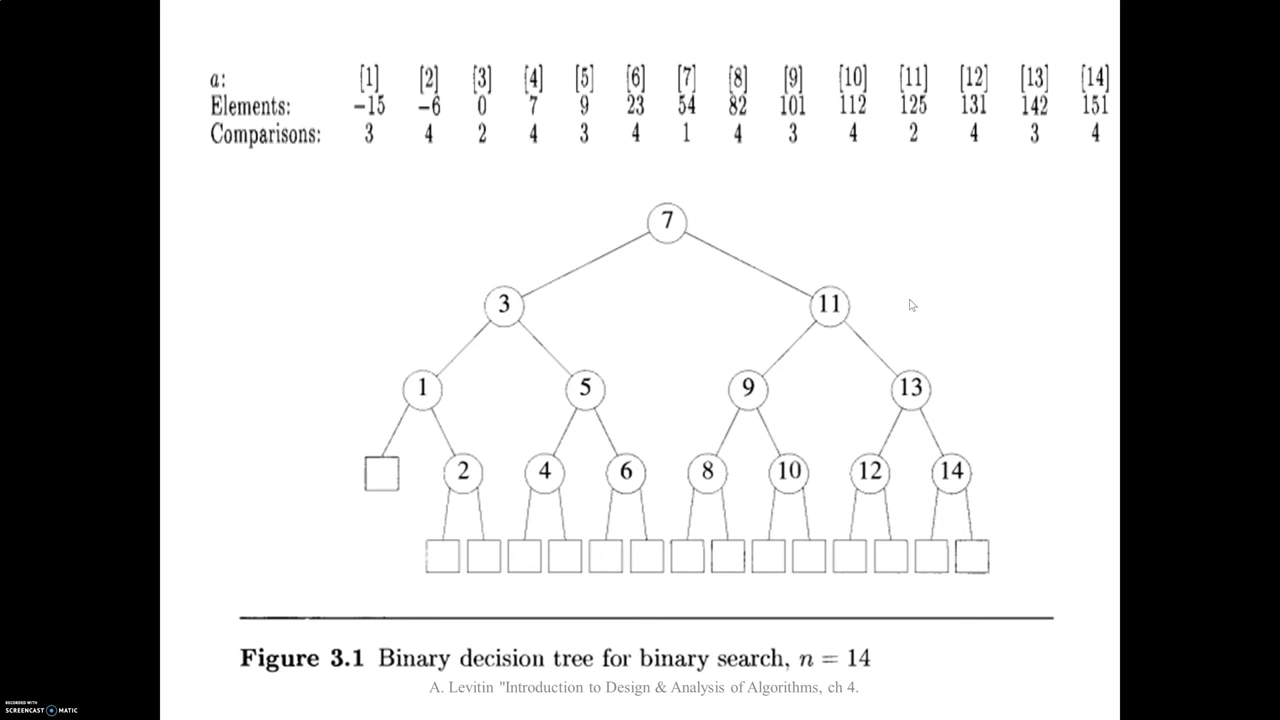 a: [1] [2] [3] [4] [5] [6] [7] [8] [9] [10] [11] [12] [13] [14]
Elements: −15 −6 0 7 9 23 54 82 101 112 125 131 142 151
Comparisons: 3 4 2 4 3 4 1 4 3 4 2 4 3 4
7
3 11
1 5 9 13
2 4 6 8 10 12 14
Figure 3.1 Binary decision tree for binary search, n = 14
A. Levitin "Introduction to Design & Analysis of Algorithms, ch 4.
RECORDED WITH
SCREENCAST MATIC